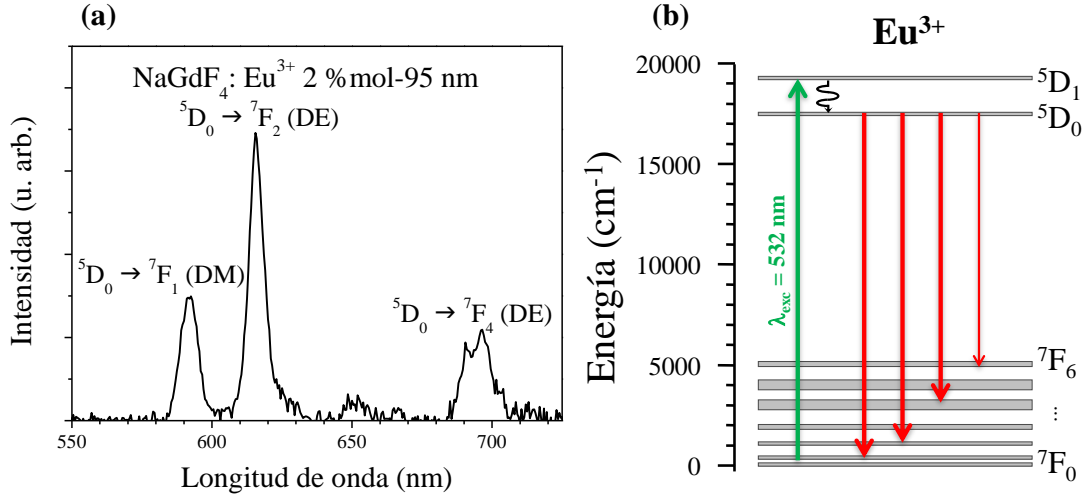 (a)
NaGdF₄: Eu³⁺ 2 %mol-95 nm
⁵D₀ → ⁷F₂ (DE)
⁵D₀ → ⁷F₁ (DM)
⁵D₀ → ⁷F₄ (DE)
Intensidad (u. arb.)
550 600 650 700
Longitud de onda (nm)
(b)
Eu³⁺
20000
15000
10000
5000
0
Energía (cm⁻¹)
λexc = 532 nm
⁵D₁
⁵D₀
⁷F₆
...
⁷F₀